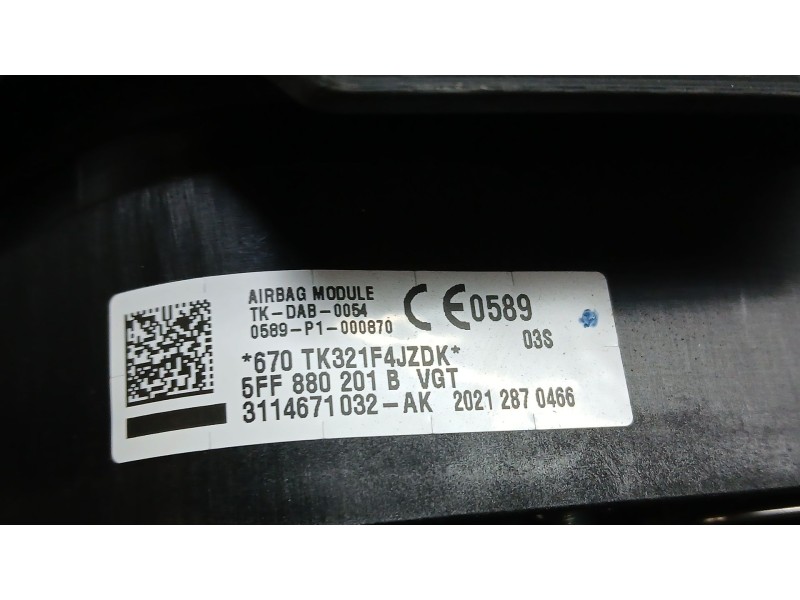 AIRBAG MODULE
TK-DAB-0054
0589-P1-000870
CE0589
03S
*670 TK321F4JZDK*
5FF 880 201 B VGT
3114671032-AK 2021 287 0466